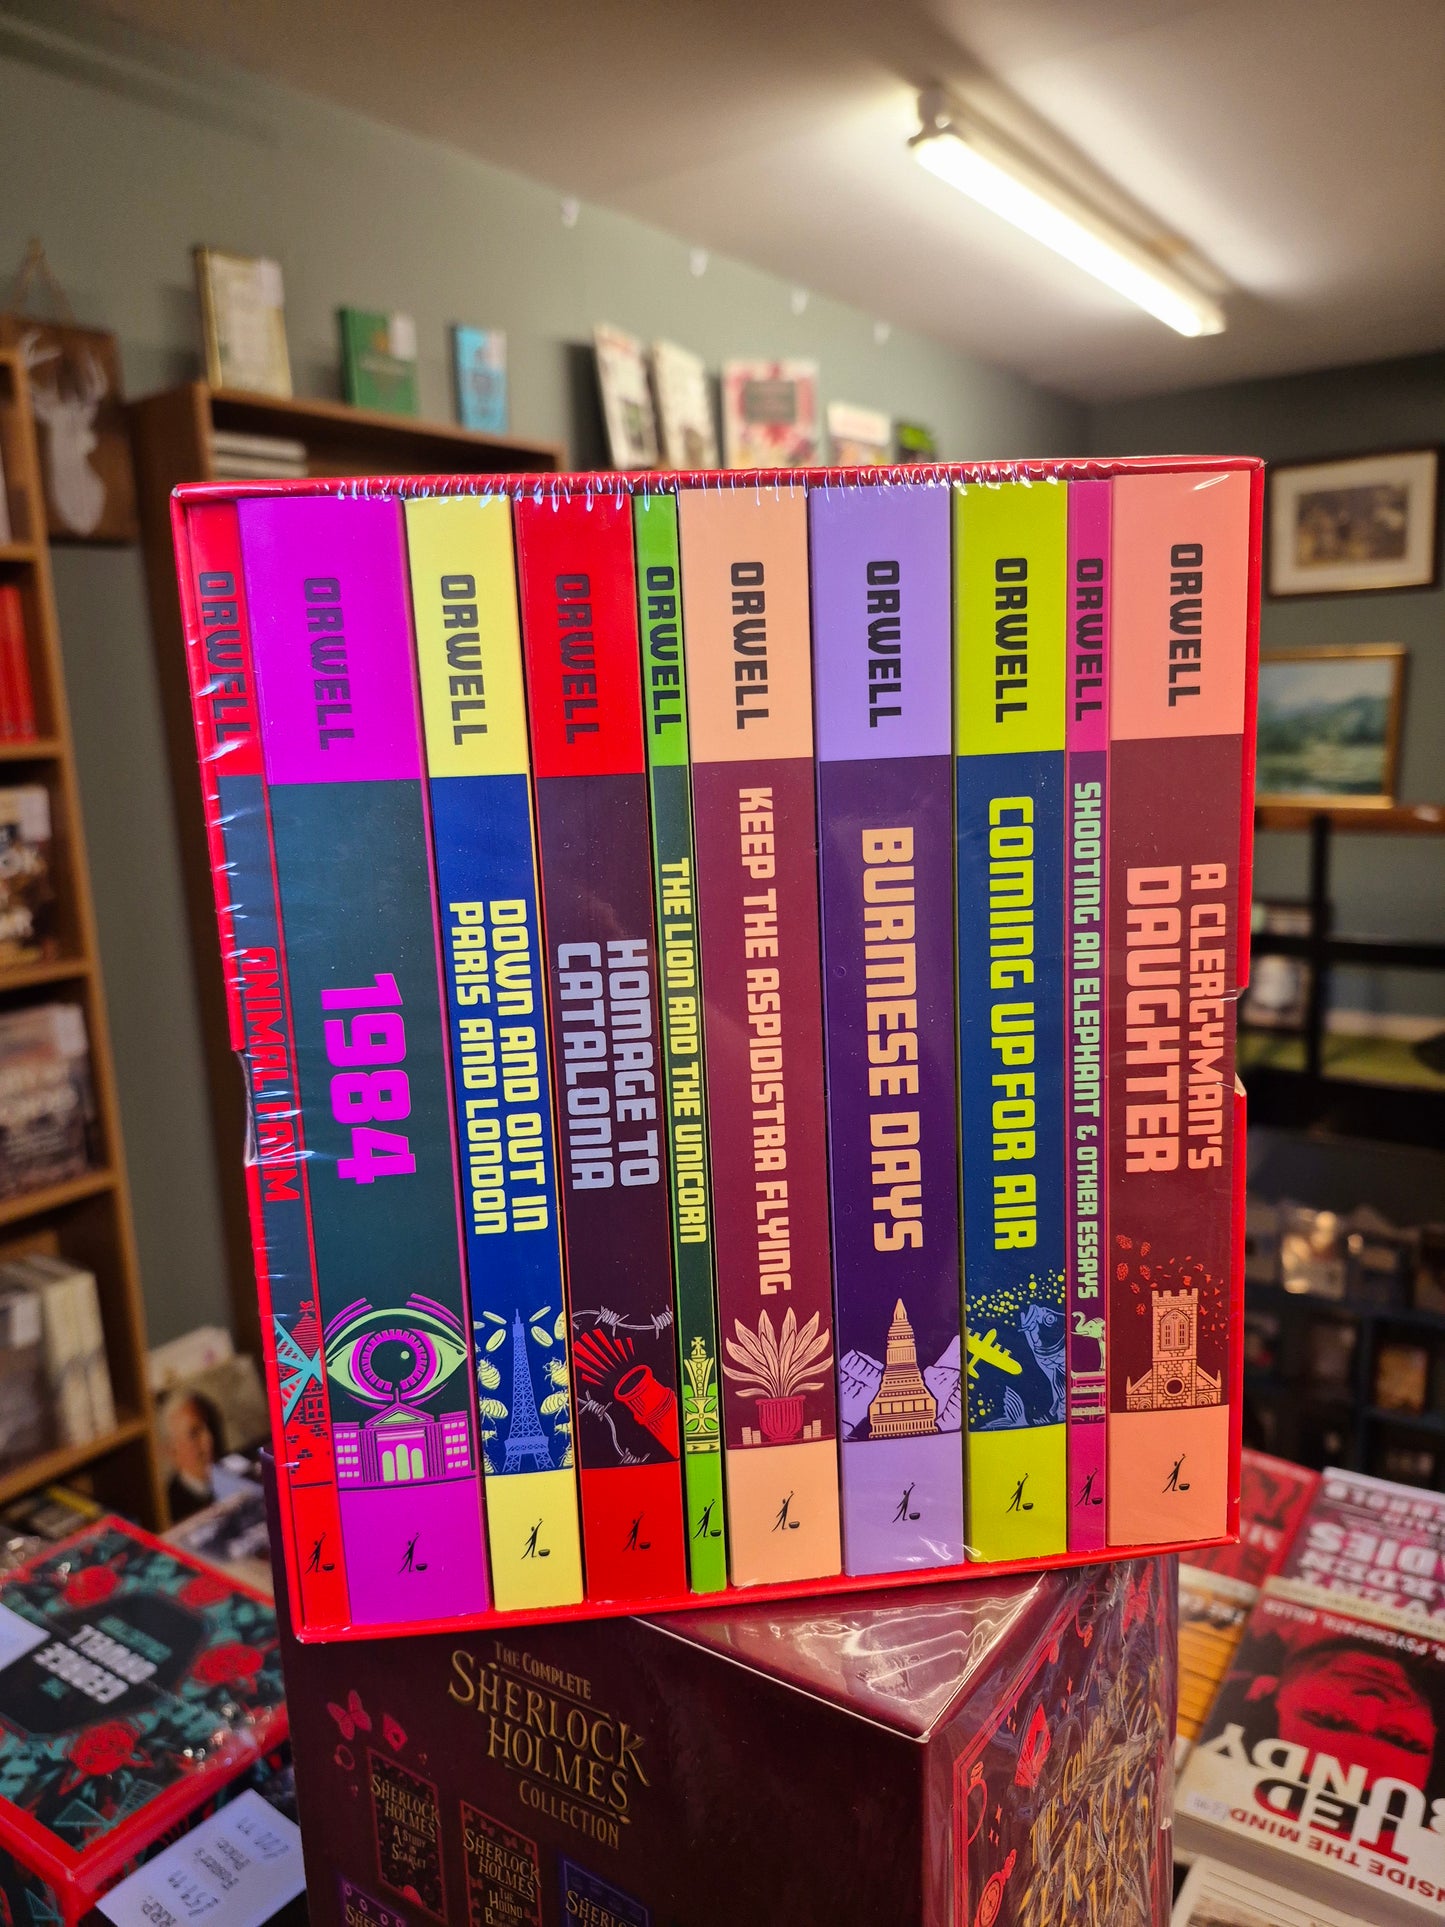 ORWELL
ANIMAL FARM
ORWELL
1984
ORWELL
DOWN AND OUT IN
PARIS AND LONDON
ORWELL
HOMAGE TO
CATALONIA
ORWELL
THE LION AND THE UNICORN
ORWELL
KEEP THE ASPIDISTRA FLYING
ORWELL
BURMESE DAYS
ORWELL
COMING UP FOR AIR
ORWELL
SHOOTING AN ELEPHANT & OTHER ESSAYS
ORWELL
A CLERGYMAN'S
DAUGHTER
THE COMPLETE
SHERLOCK
HOLMES
COLLECTION
SHERLOCK
HOLMES
A STUDY
IN
SCARLET
SHERLOCK
HOLMES
THE
HOUND
GEORGE
ORWELL
RRP:
INSIDE THE MIND
TED
BUNDY